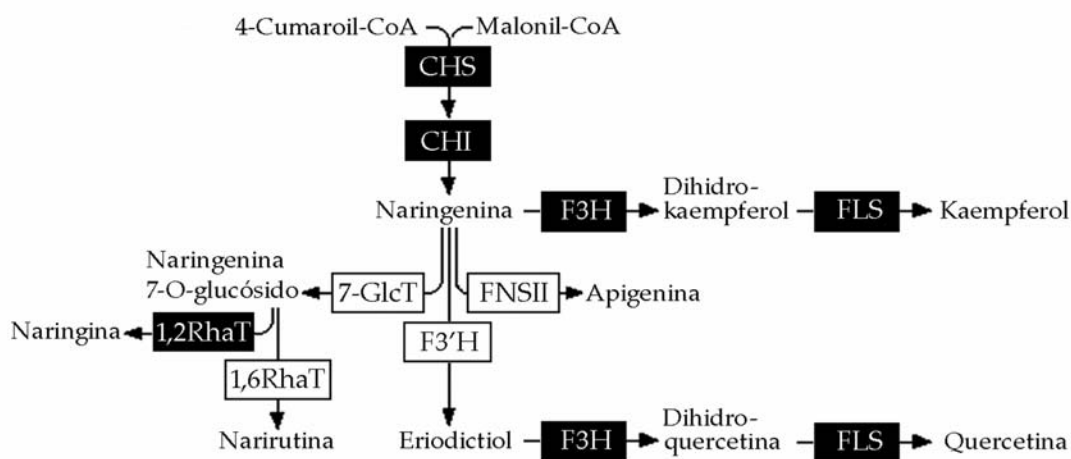 4-Cumaroil-CoA Malonil-CoA
CHS
CHI
Naringenina F3H Dihidro-
kaempferol FLS Kaempferol
Naringenina
7-O-glucósido 7-GlcT FNSII Apigenina
Naringina 1,2RhaT F3'H
1,6RhaT
Narirutina Eriodictiol F3H Dihidro-
quercetina FLS Quercetina